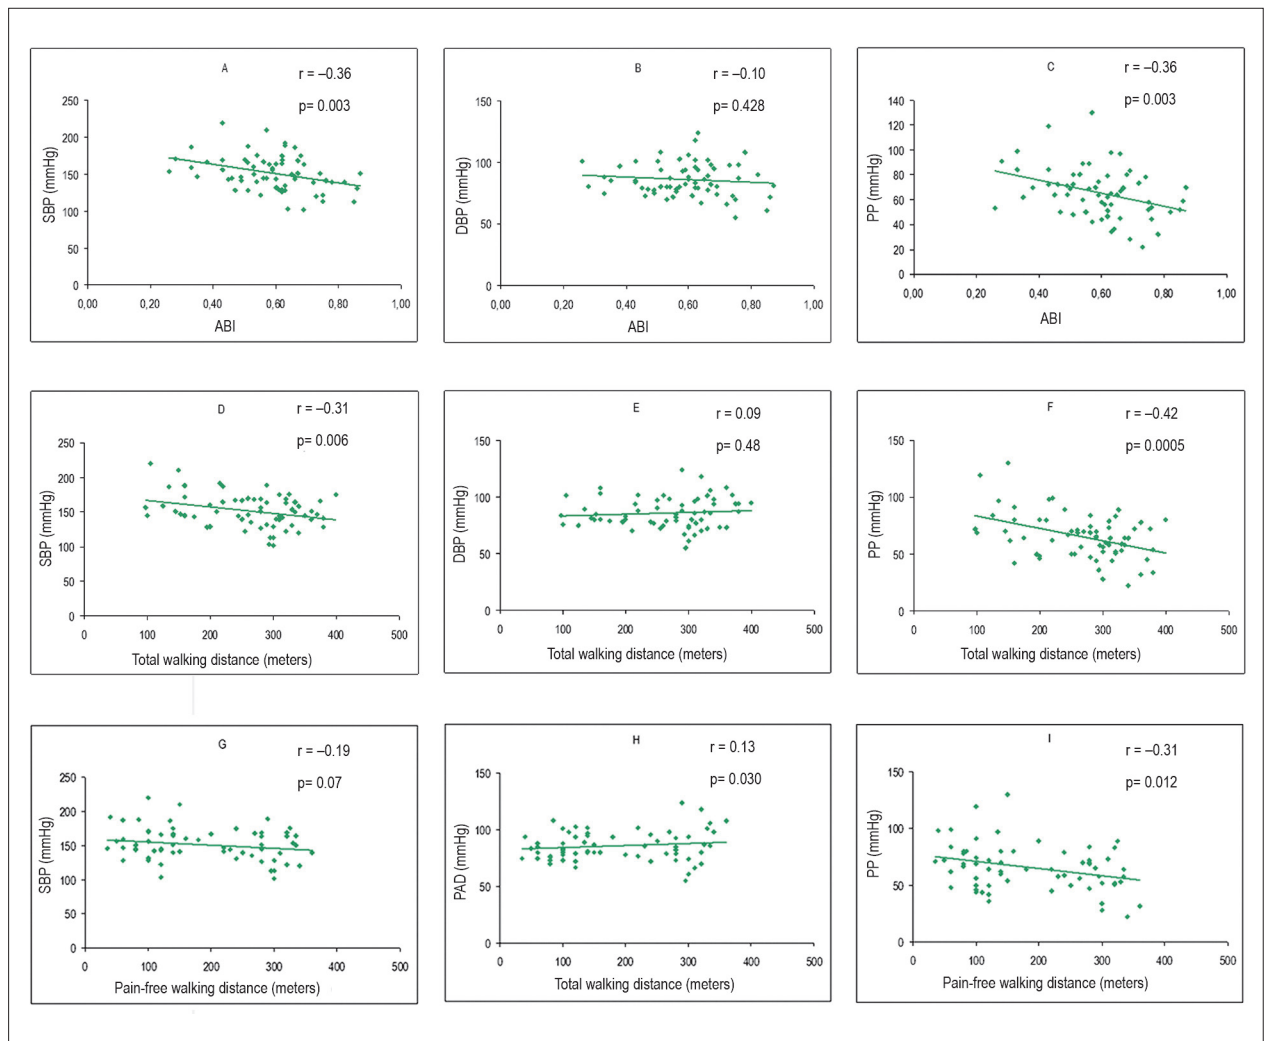 A
r = –0.36
p= 0.003
SBP (mmHg)
250
200
150
100
50
0
0,00 0,20 0,40 0,60 0,80 1,00
ABI
B
r = –0.10
p= 0.428
DBP (mmHg)
150
100
50
0
0,00 0,20 0,40 0,60 0,80 1,00
ABI
C
r = –0.36
p= 0.003
PP (mmHg)
140
120
100
80
60
40
20
0
0,00 0,20 0,40 0,60 0,80 1,00
ABI
D
r = –0.31
p= 0.006
SBP (mmHg)
250
200
150
100
50
0
0 100 200 300 400 500
Total walking distance (meters)
E
r = 0.09
p= 0.48
DBP (mmHg)
150
100
50
0
0 100 200 300 400 500
Total walking distance (meters)
F
r = –0.42
p= 0.0005
PP (mmHg)
150
100
50
0
0 100 200 300 400 500
Total walking distance (meters)
G
r = –0.19
p= 0.07
SBP (mmHg)
250
200
150
100
50
0
0 100 200 300 400 500
Pain-free walking distance (meters)
H
r = 0.13
p= 0.030
PAD (mmHg)
150
100
50
0
0 100 200 300 400 500
Total walking distance (meters)
I
r = –0.31
p= 0.012
PP (mmHg)
150
100
50
0
0 100 200 300 400 500
Pain-free walking distance (meters)